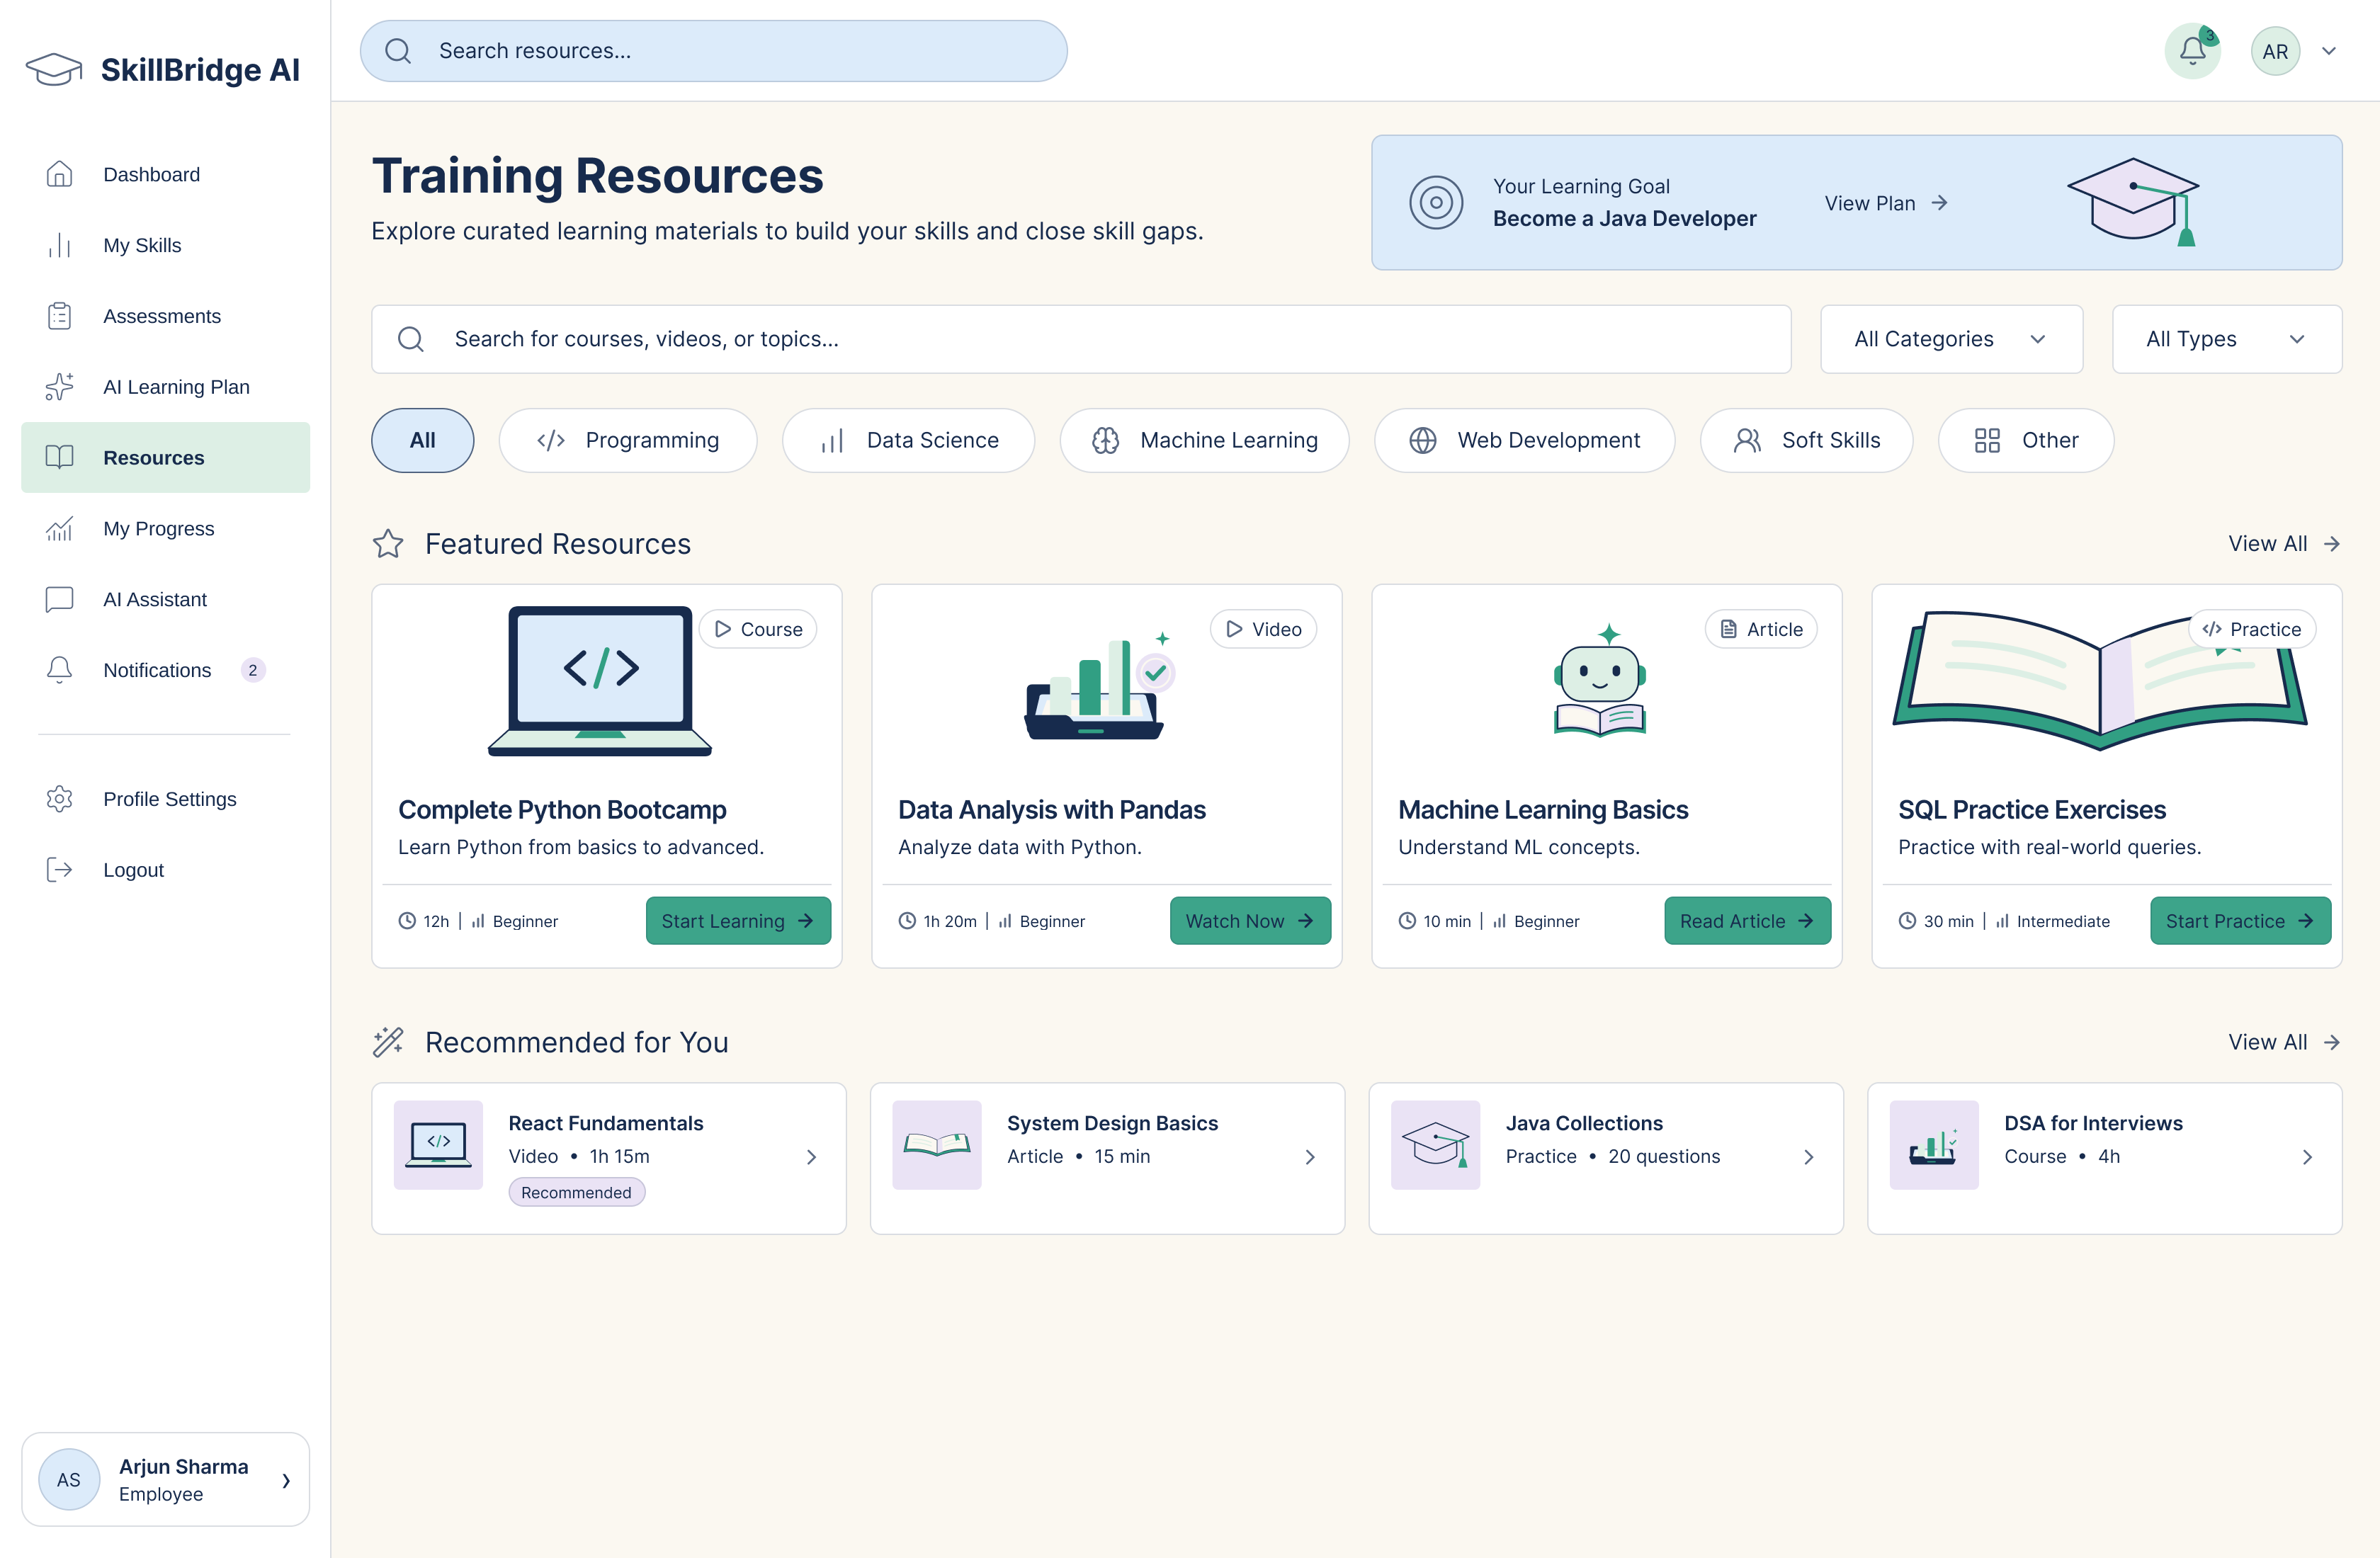 SkillBridge AI
Dashboard
My Skills
Assessments
AI Learning Plan
Resources
My Progress
AI Assistant
Notifications 2
Profile Settings
Logout
AS
Arjun Sharma
Employee
Search resources...
3
AR
Training Resources
Explore curated learning materials to build your skills and close skill gaps.
Your Learning Goal
Become a Java Developer
View Plan
Search for courses, videos, or topics...
All Categories
All Types
All
Programming
Data Science
Machine Learning
Web Development
Soft Skills
Other
Featured Resources
View All
</>
Course
Complete Python Bootcamp
Learn Python from basics to advanced.
12h | Beginner
Start Learning
Video
Data Analysis with Pandas
Analyze data with Python.
1h 20m | Beginner
Watch Now
Article
Machine Learning Basics
Understand ML concepts.
10 min | Beginner
Read Article
Practice
SQL Practice Exercises
Practice with real-world queries.
30 min | Intermediate
Start Practice
Recommended for You
View All
</>
React Fundamentals
Video • 1h 15m
Recommended
System Design Basics
Article • 15 min
Java Collections
Practice • 20 questions
DSA for Interviews
Course • 4h